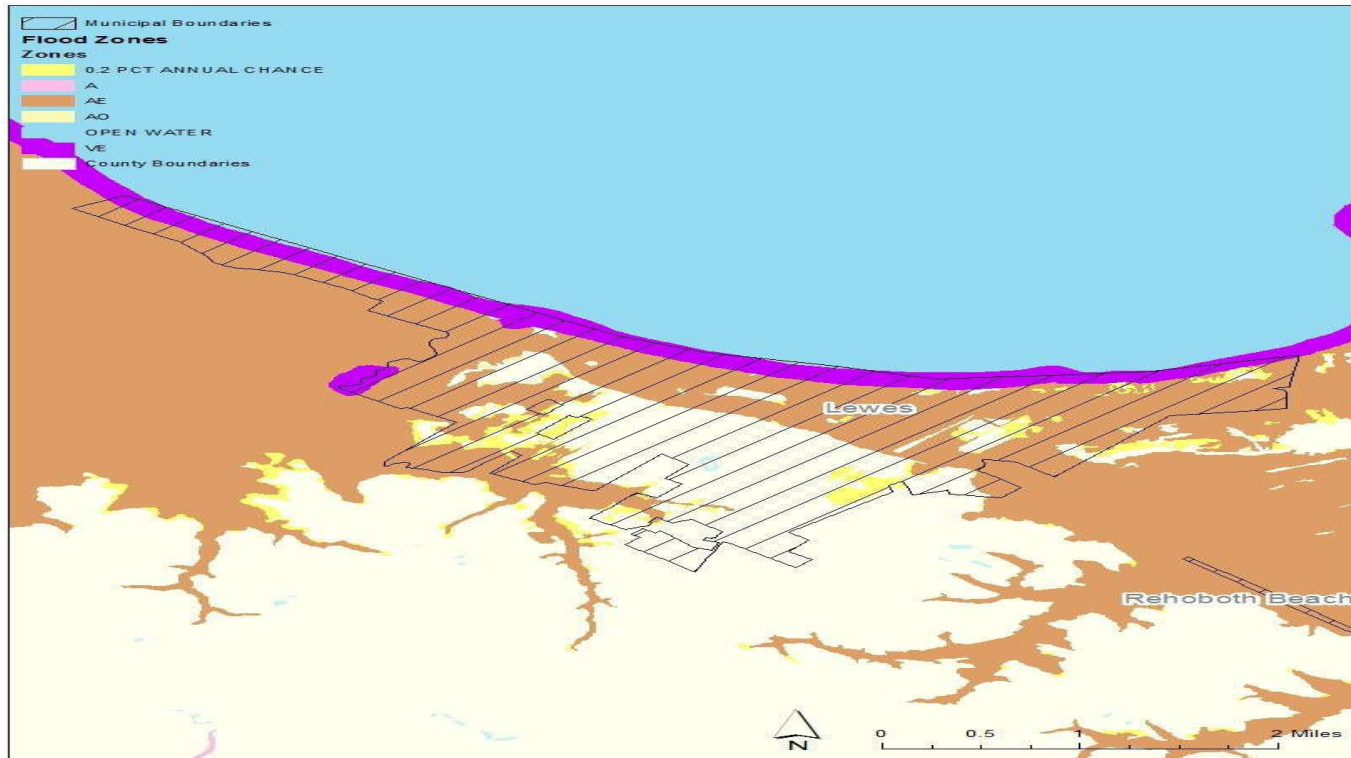 Municipal Boundaries
Flood Zones
Zones
0.2 PCT ANNUAL CHANCE
A
AE
AO
OPEN WATER
VE
County Boundaries
Lewes
Rehoboth Beach
N
0 0.5 1 2 Miles